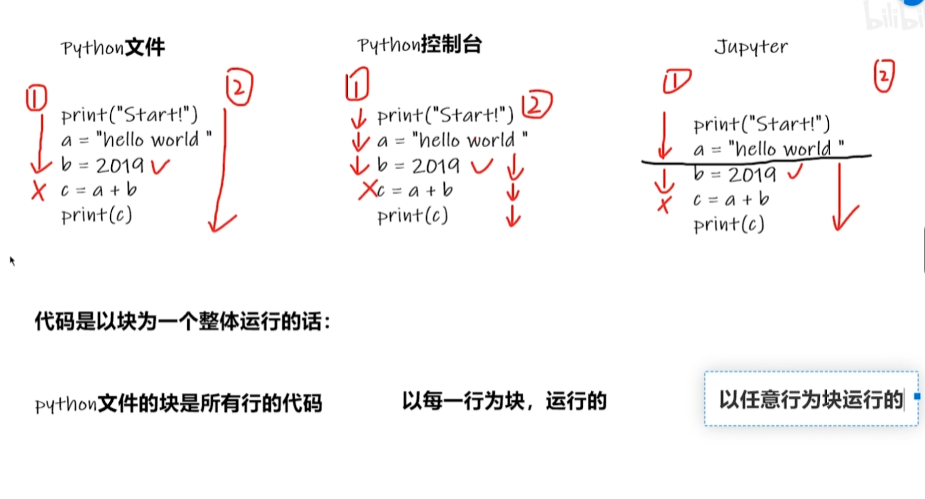 bilibi
Python文件
①
②
print("Start!")
a = "hello world "
b = 2019
c = a + b
print(c)
Python控制台
①
②
print("Start!")
a = "hello world "
b = 2019
c = a + b
print(c)
Jupyter
①
②
print("Start!")
a = "hello world "
b = 2019
c = a + b
print(c)
代码是以块为一个整体运行的话：
python文件的块是所有行的代码
以每一行为块，运行的
以任意行为块运行的